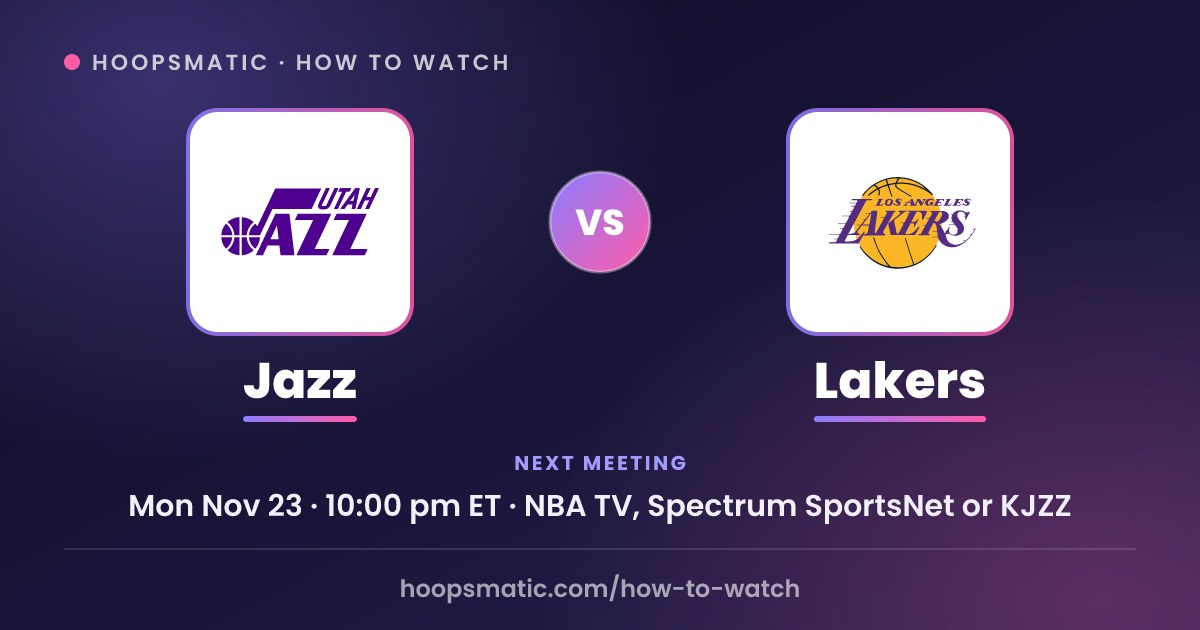 HOOPSMATIC · HOW TO WATCH
UTAH
JAZZ
VS
LOS ANGELES
LAKERS
Jazz
Lakers
NEXT MEETING
Mon Nov 23 · 10:00 pm ET · NBA TV, Spectrum SportsNet or KJZZ
hoopsmatic.com/how-to-watch